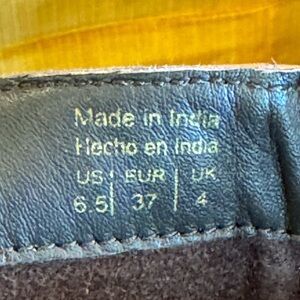 Made in India
Hecho en India
US | EUR | UK
6.5 | 37 | 4